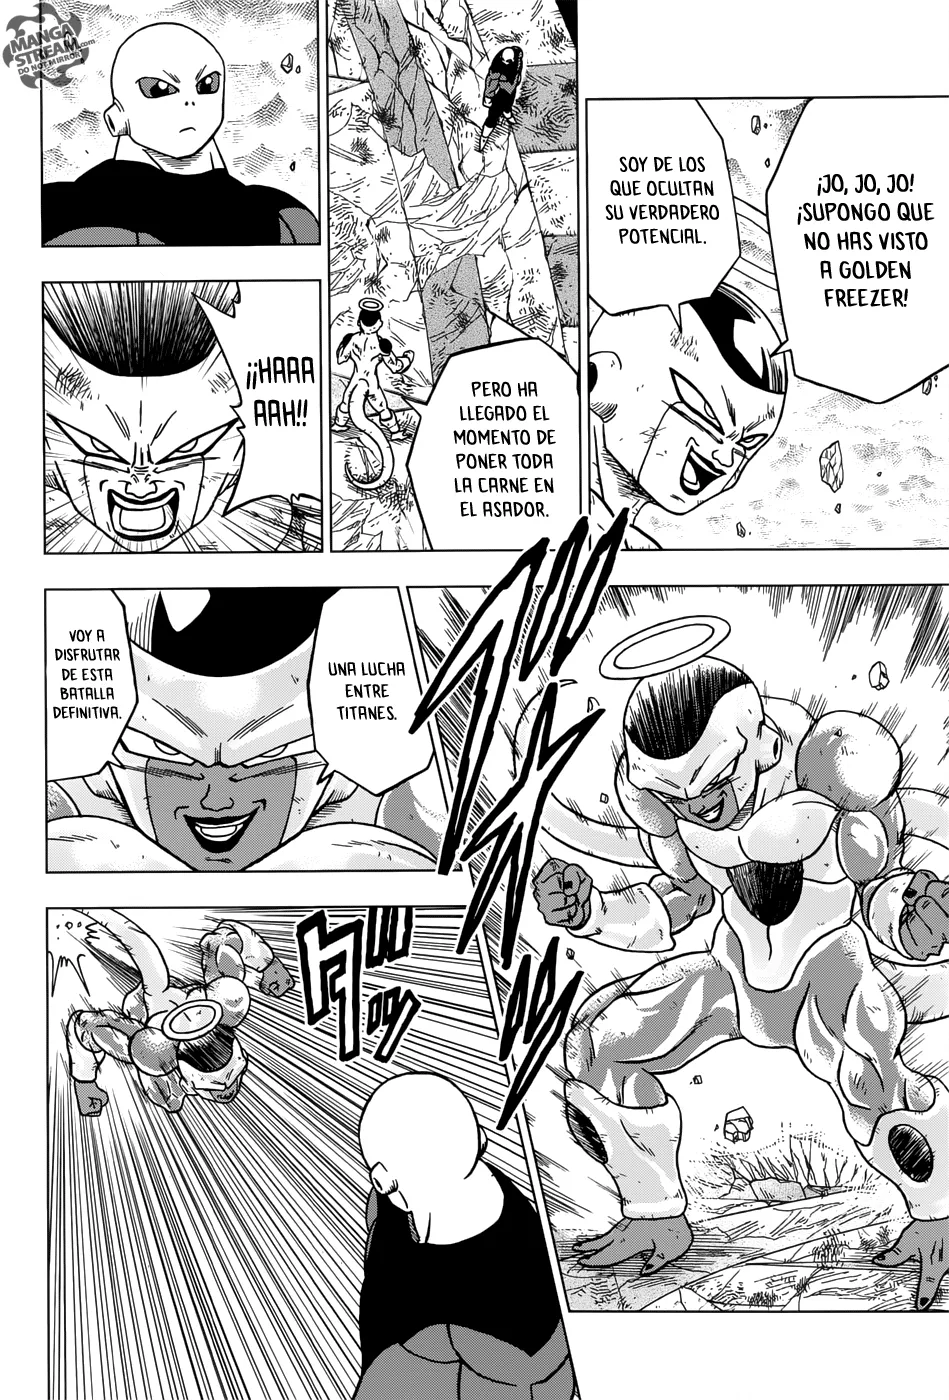 MANGA
STREAM.com
DO NOT MIRROR
¡JO, JO, JO!
¡SUPONGO QUE
NO HAS VISTO
A GOLDEN
FREEZER!
SOY DE LOS
QUE OCULTAN
SU VERDADERO
POTENCIAL.
PERO HA
LLEGADO EL
MOMENTO DE
PONER TODA
LA CARNE EN
EL ASADOR.
¡¡HAAA
AAH!!
UNA LUCHA
ENTRE
TITANES.
VOY A
DISFRUTAR
DE ESTA
BATALLA
DEFINITIVA.